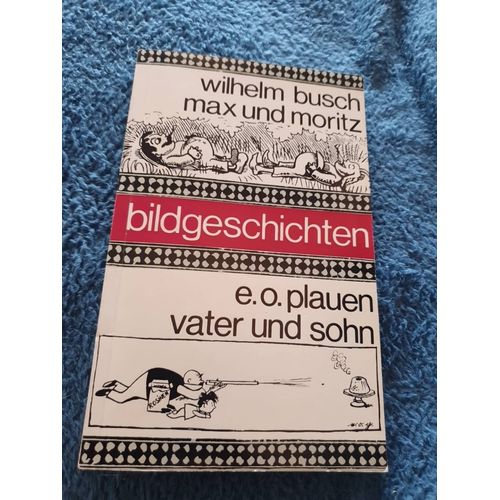 wilhelm busch
max und moritz
bildgeschichten
e. o. plauen
vater und sohn